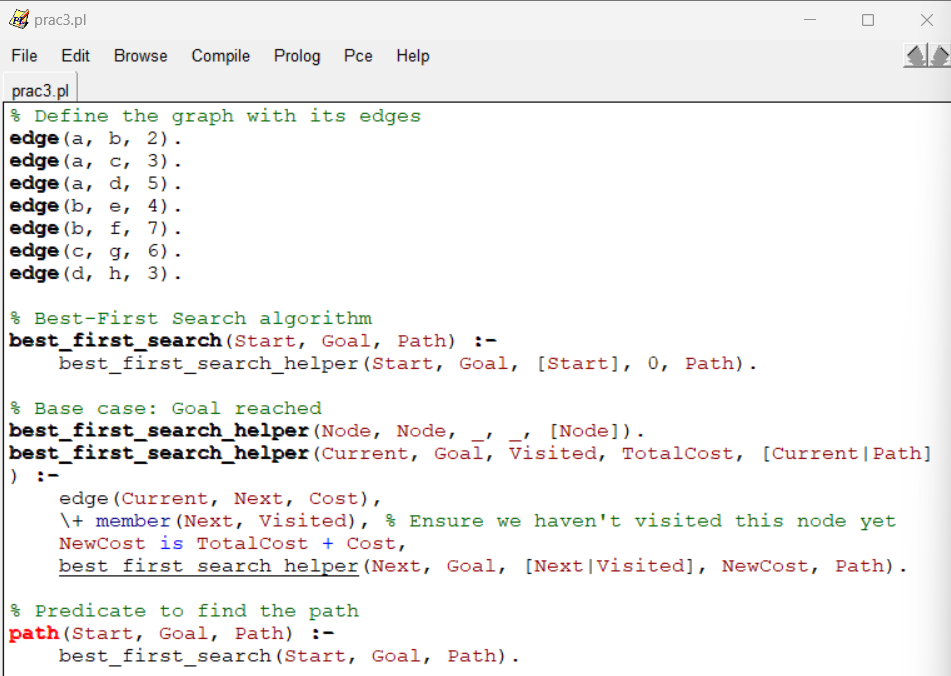 prac3.pl
File Edit Browse Compile Prolog Pce Help
prac3.pl
% Define the graph with its edges
edge(a, b, 2).
edge(a, c, 3).
edge(a, d, 5).
edge(b, e, 4).
edge(b, f, 7).
edge(c, g, 6).
edge(d, h, 3).
% Best-First Search algorithm
best_first_search(Start, Goal, Path) :-
    best_first_search_helper(Start, Goal, [Start], 0, Path).
% Base case: Goal reached
best_first_search_helper(Node, Node, _, _, [Node]).
best_first_search_helper(Current, Goal, Visited, TotalCost, [Current|Path]
) :-
    edge(Current, Next, Cost),
    \+ member(Next, Visited), % Ensure we haven't visited this node yet
    NewCost is TotalCost + Cost,
    best_first_search_helper(Next, Goal, [Next|Visited], NewCost, Path).
% Predicate to find the path
path(Start, Goal, Path) :-
    best_first_search(Start, Goal, Path).